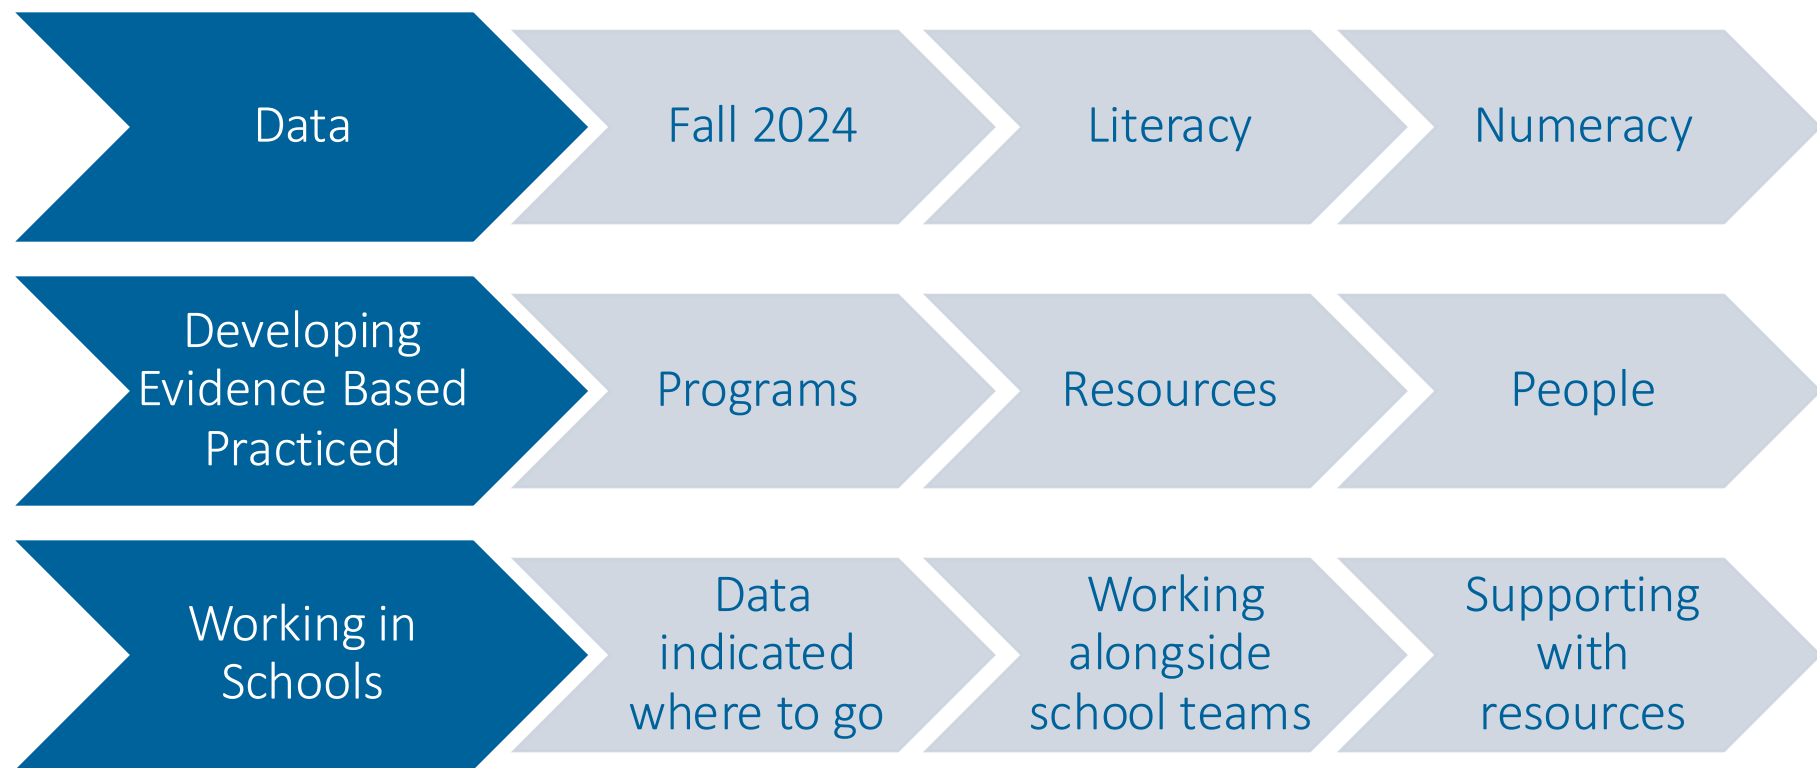 Data
Fall 2024
Literacy
Numeracy
Developing
Evidence Based
Practiced
Programs
Resources
People
Working in
Schools
Data
indicated
where to go
Working
alongside
school teams
Supporting
with
resources